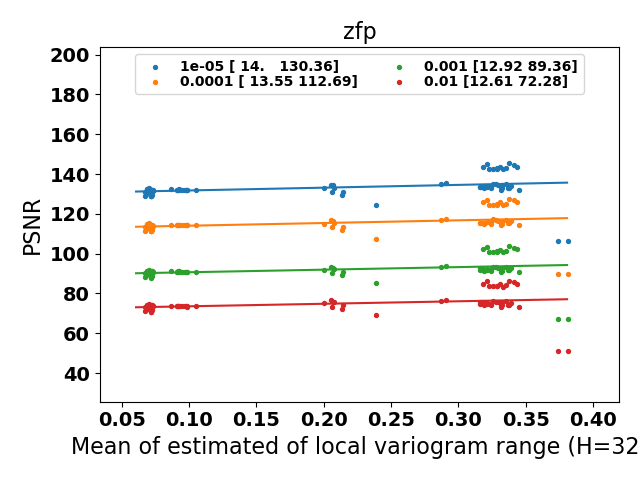 zfp
1e-05 [ 14.   130.36]
0.0001 [ 13.55 112.69]
0.001 [12.92 89.36]
0.01 [12.61 72.28]
200
180
160
140
120
100
80
60
40
PSNR
0.05 0.10 0.15 0.20 0.25 0.30 0.35 0.40
Mean of estimated of local variogram range (H=32